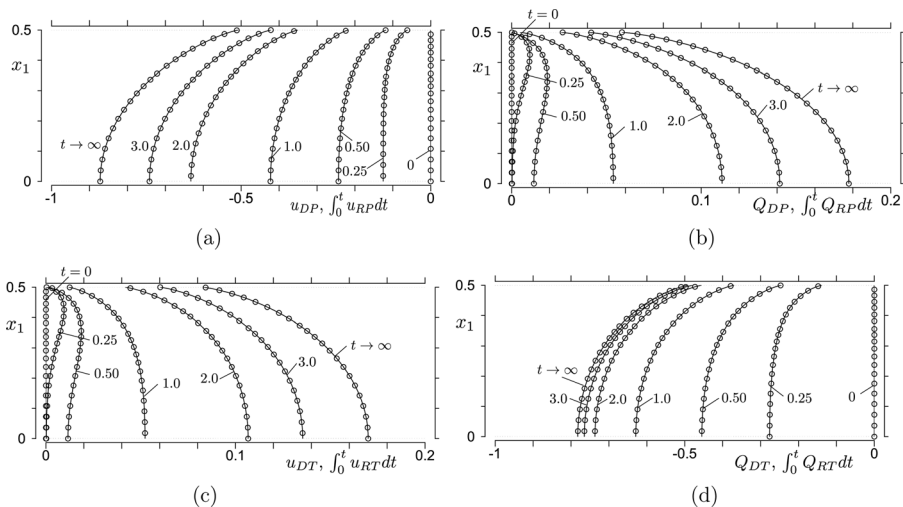 0.5
x₁
0
t→∞
3.0
2.0
1.0
0.50
0.25
0
-1
-0.5
0
u_DP, ∫₀ᵗ u_RP dt
(a)
t=0
0.5
x₁
0
0.25
0.50
1.0
2.0
3.0
t→∞
0
0.1
0.2
Q_DP, ∫₀ᵗ Q_RP dt
(b)
t=0
0.5
x₁
0
0.25
0.50
1.0
2.0
3.0
t→∞
0
0.1
0.2
u_DT, ∫₀ᵗ u_RT dt
(c)
0.5
x₁
0
t→∞
3.0
2.0
1.0
0.50
0.25
0
-1
-0.5
0
Q_DT, ∫₀ᵗ Q_RT dt
(d)